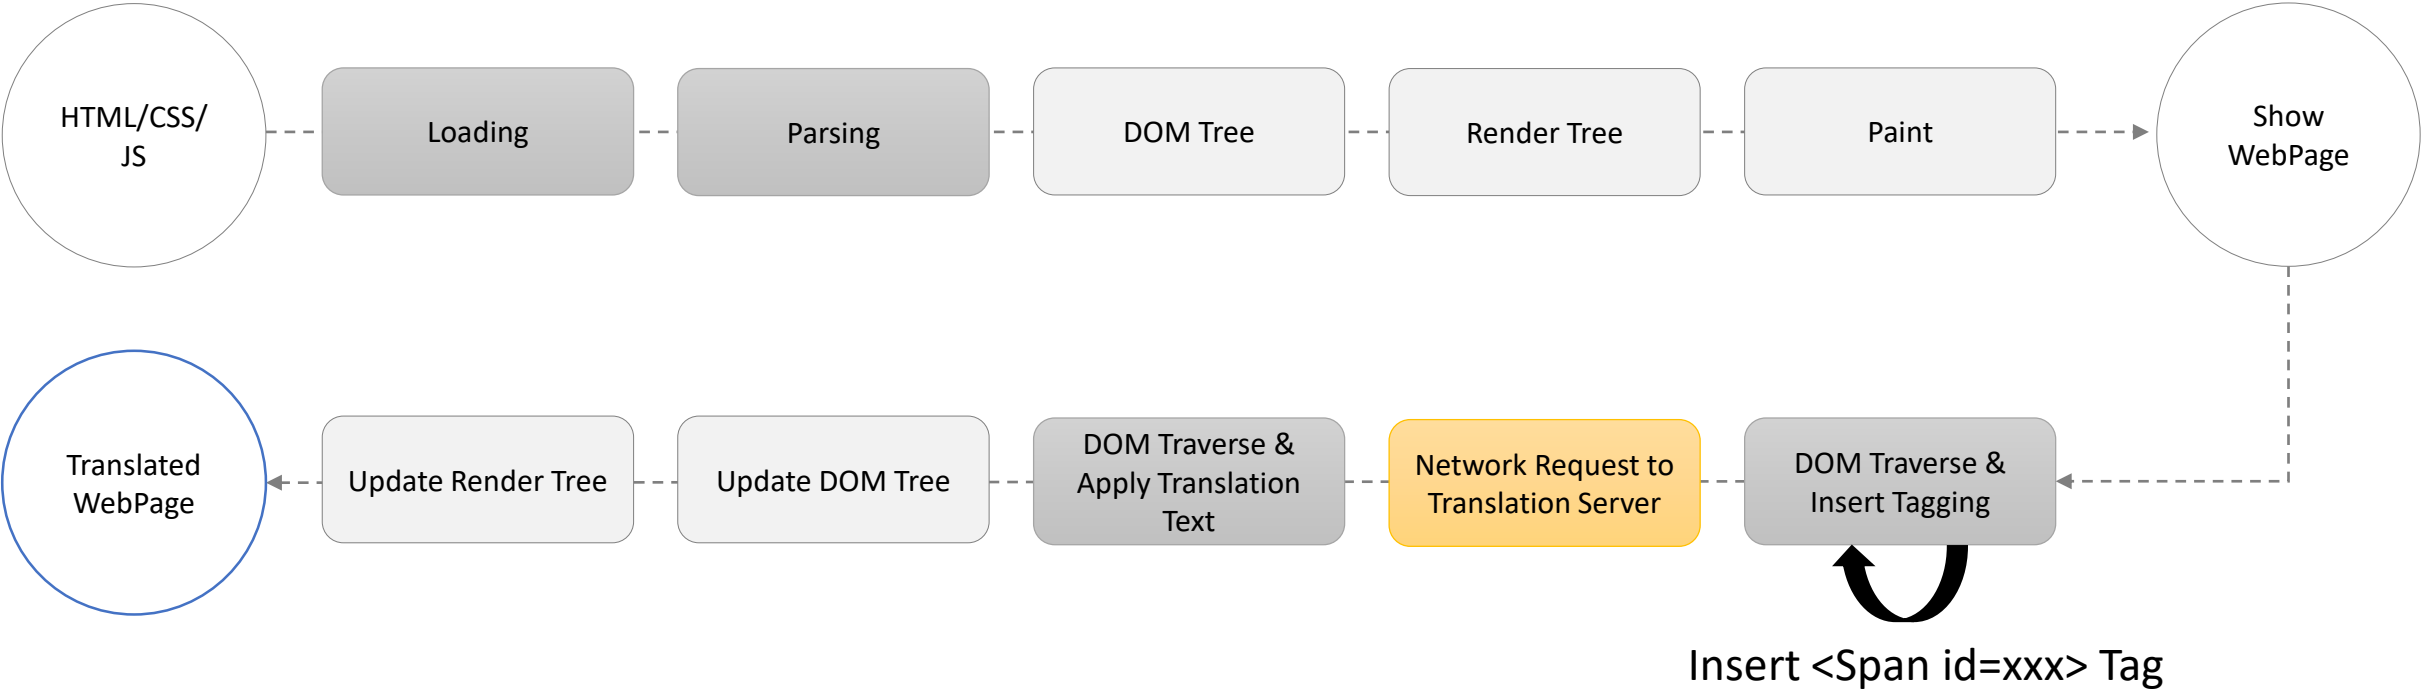 HTML/CSS/
JS
Loading
Parsing
DOM Tree
Render Tree
Paint
Show
WebPage
Translated
WebPage
Update Render Tree
Update DOM Tree
DOM Traverse &
Apply Translation
Text
Network Request to
Translation Server
DOM Traverse &
Insert Tagging
Insert <Span id=xxx> Tag